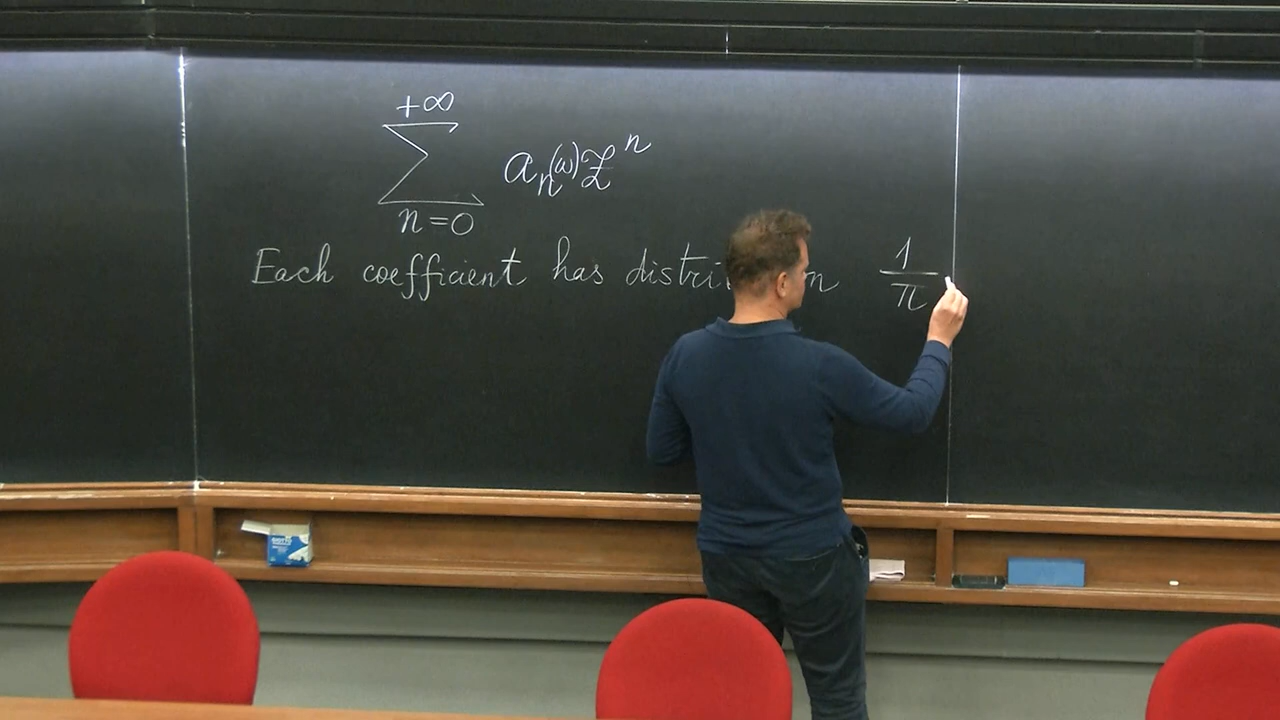 +∞
∑ aₙ(ω) zⁿ
n=0
Each coefficient has distri n 1/π